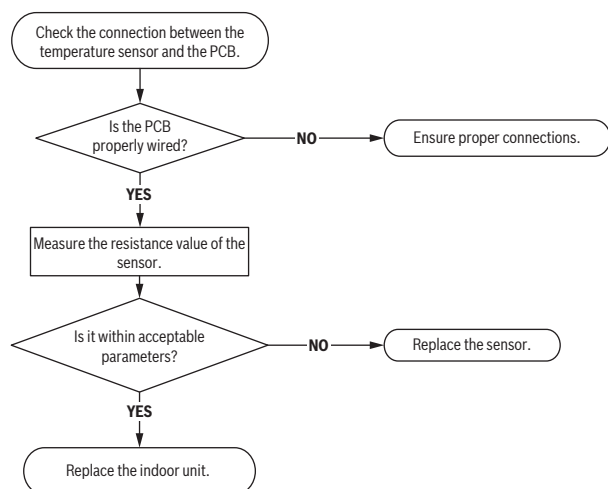 Check the connection between the
temperature sensor and the PCB.
Is the PCB
properly wired?
NO
Ensure proper connections.
YES
Measure the resistance value of the
sensor.
Is it within acceptable
parameters?
NO
Replace the sensor.
YES
Replace the indoor unit.